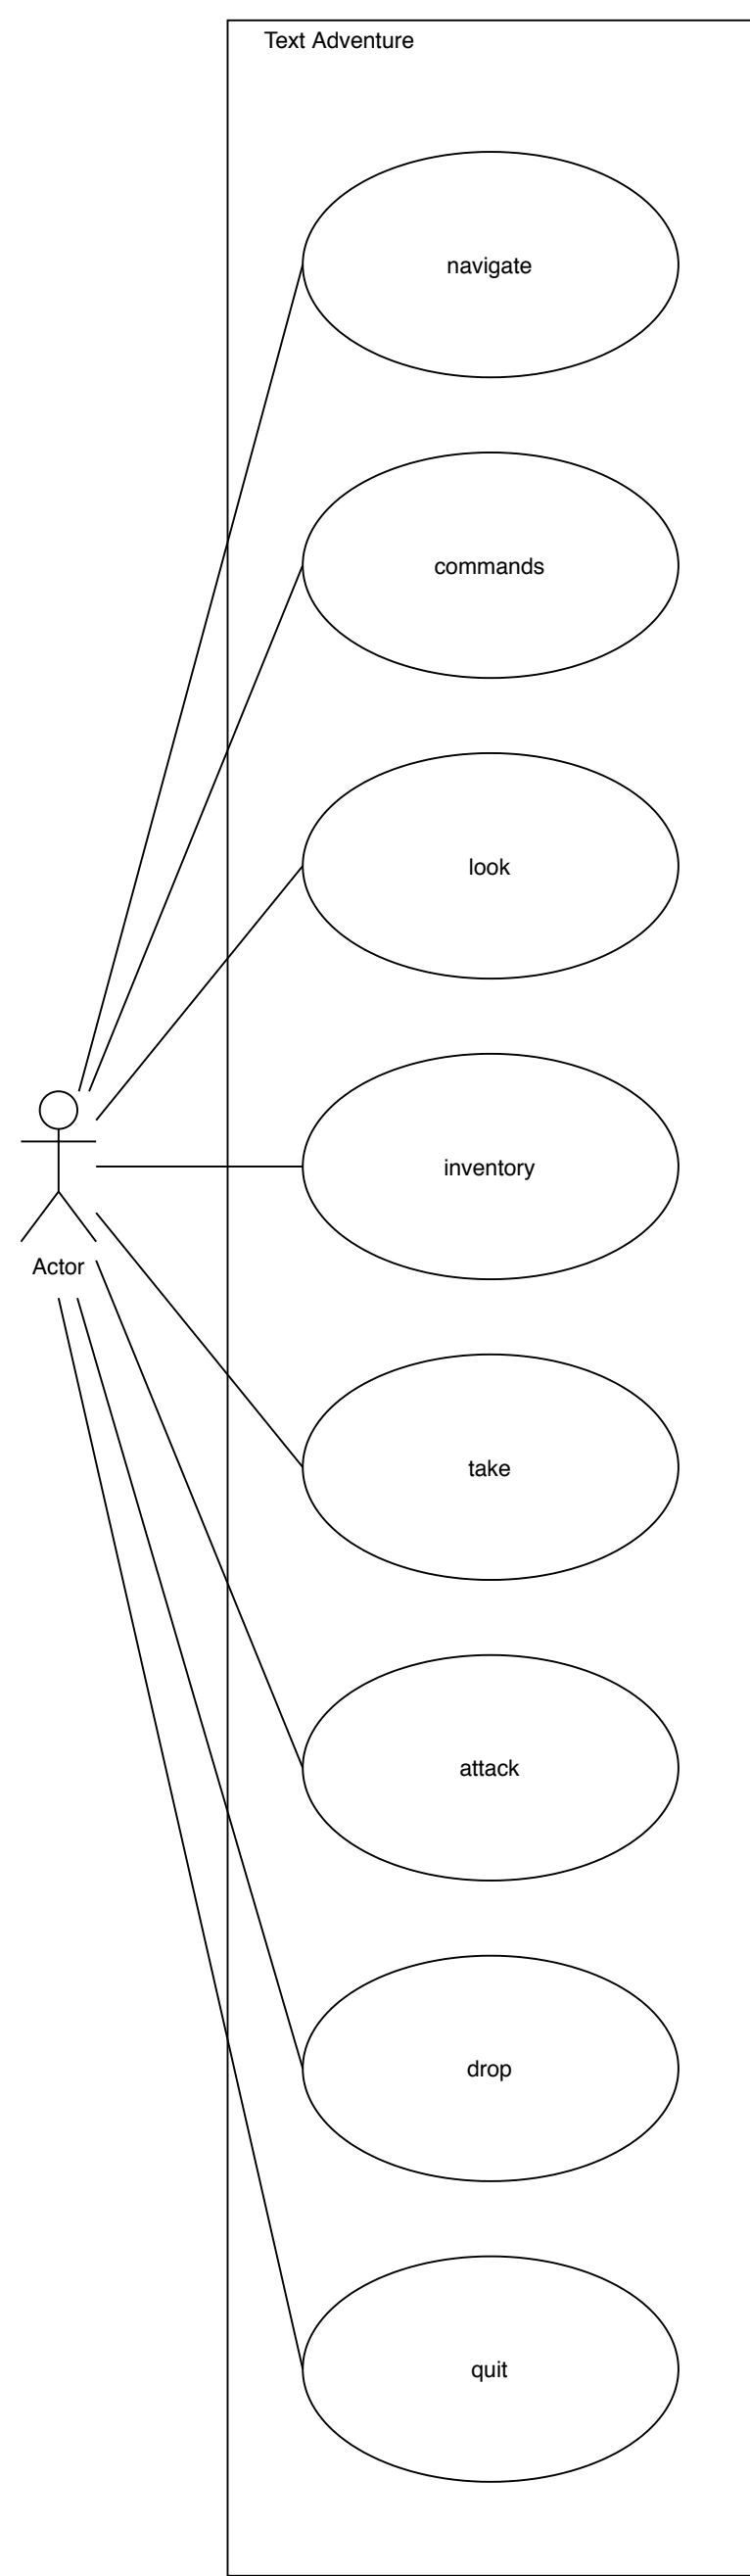 Text Adventure
navigate
commands
look
inventory
Actor
take
attack
drop
quit